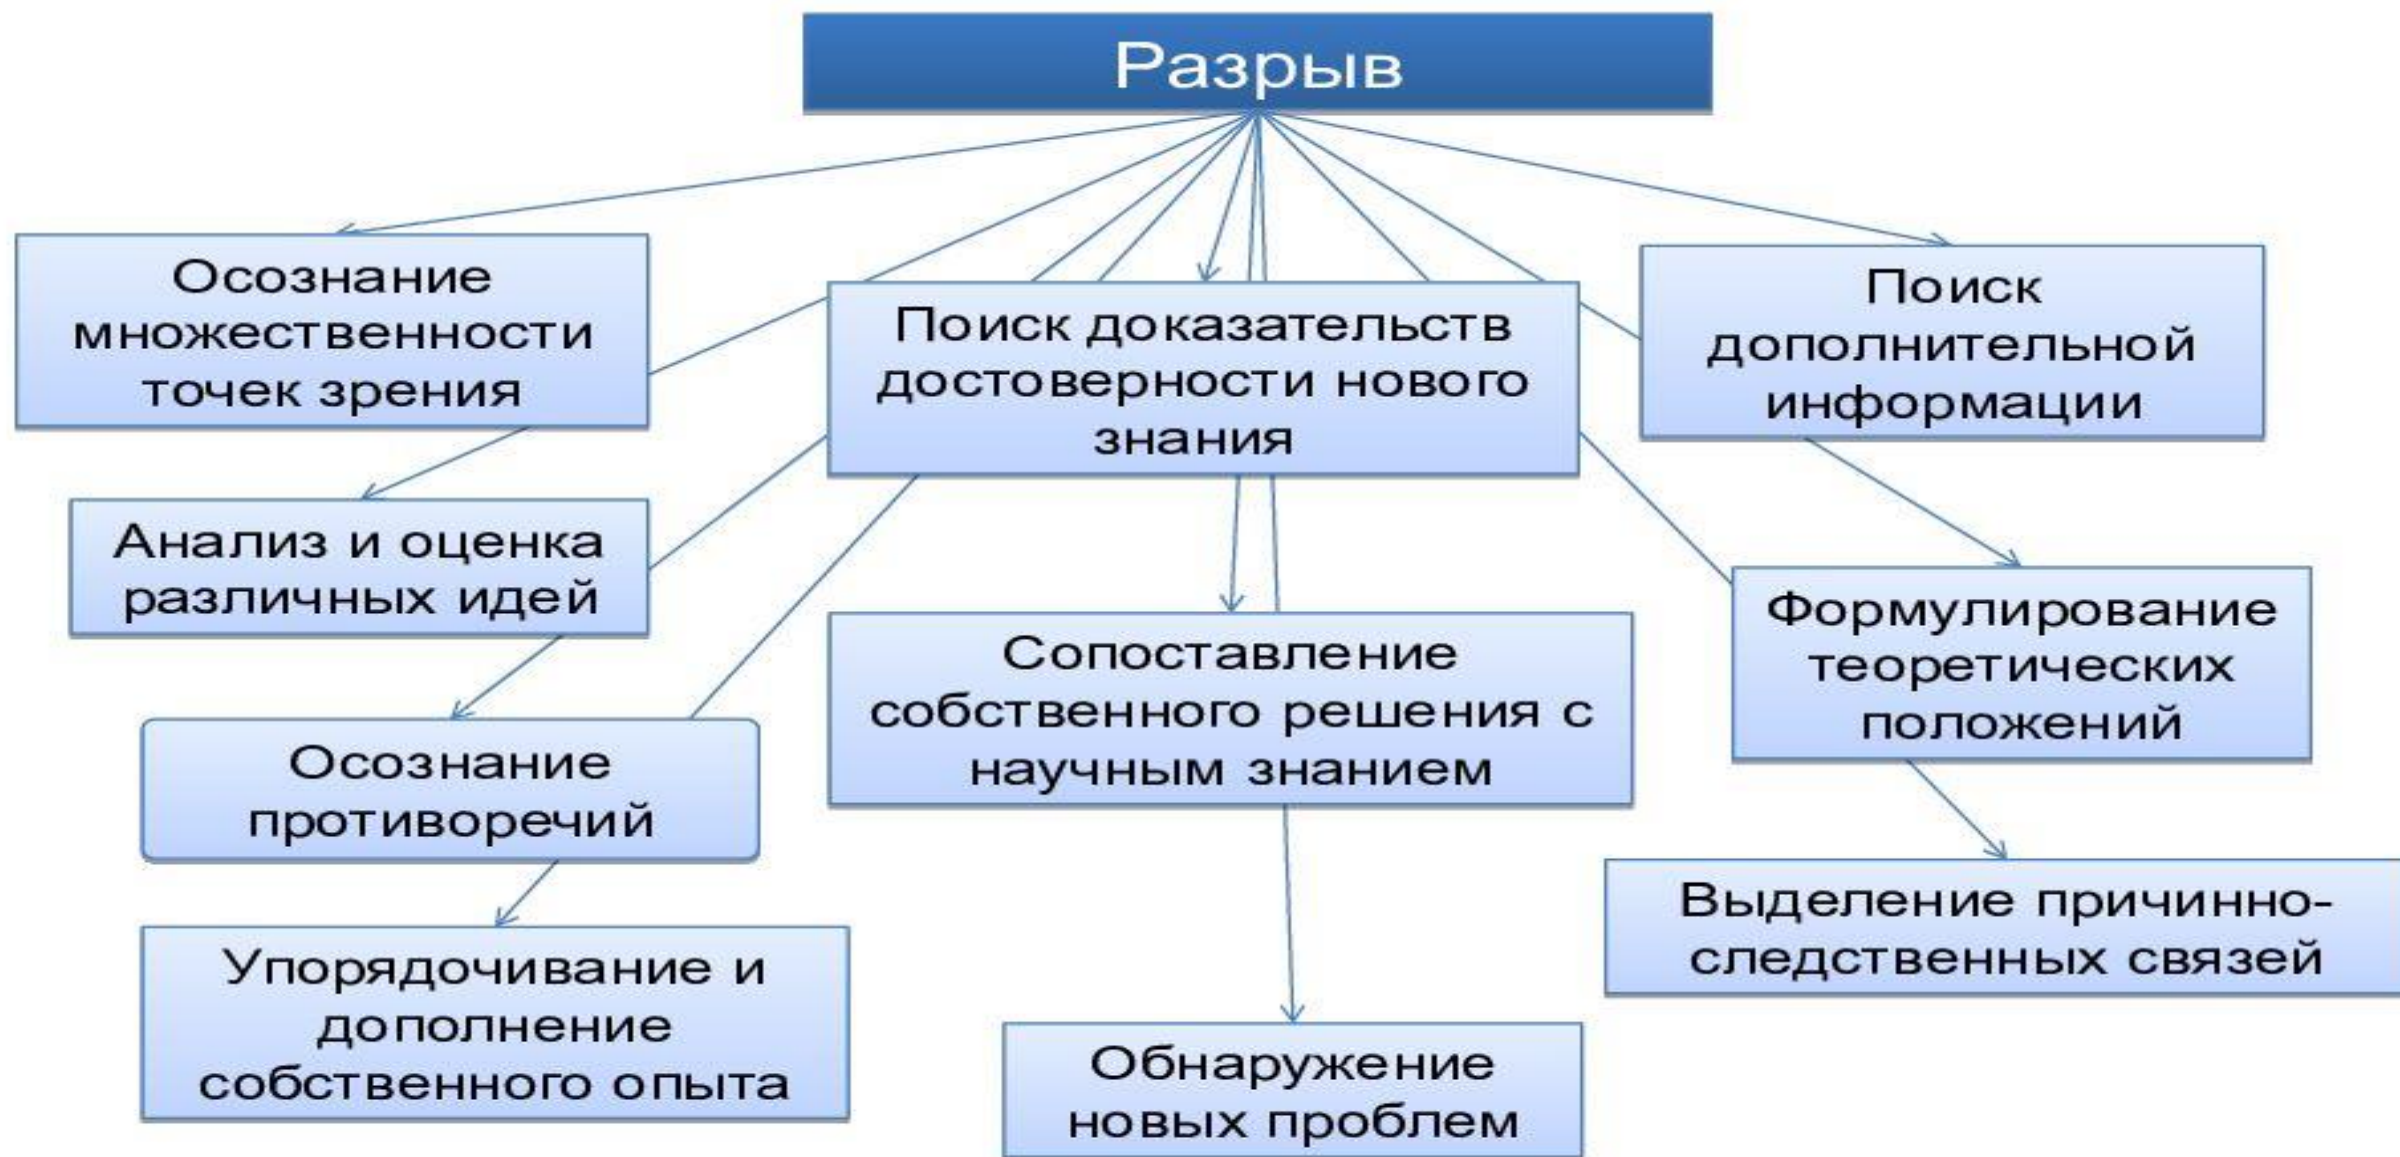 Разрыв
Осознание
множественности
точек зрения
Поиск доказательств
достоверности нового
знания
Поиск
дополнительной
информации
Анализ и оценка
различных идей
Сопоставление
собственного решения с
научным знанием
Формулирование
теоретических
положений
Осознание
противоречий
Выделение причинно-
следственных связей
Упорядочивание и
дополнение
собственного опыта
Обнаружение
новых проблем